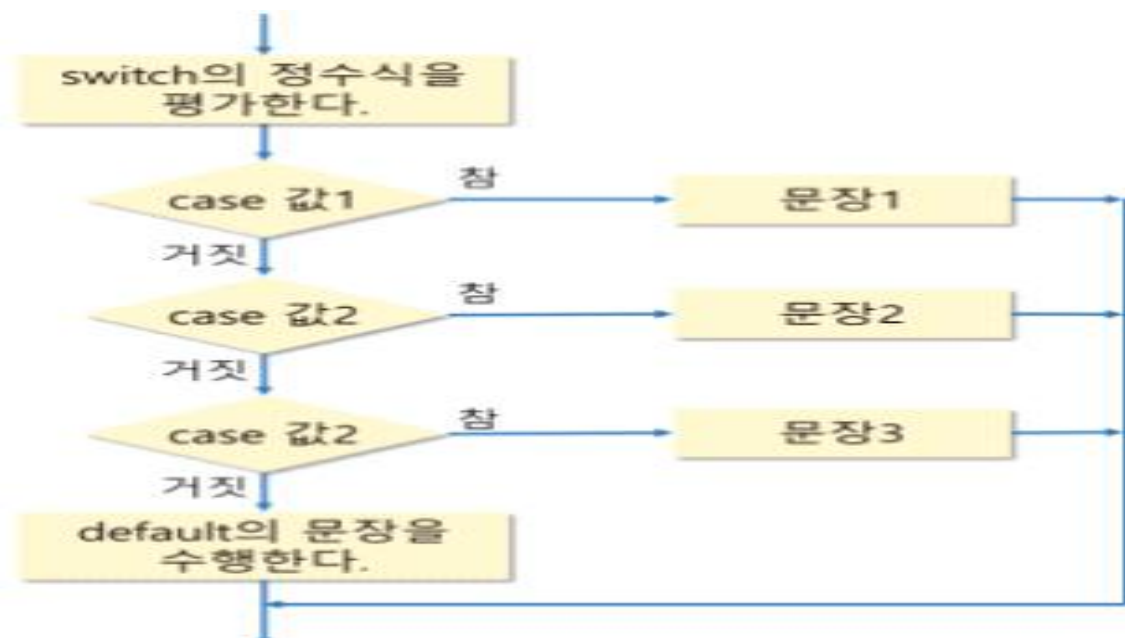 switch의 정수식을
평가한다.
case 값1
참
문장1
거짓
case 값2
참
문장2
거짓
case 값2
참
문장3
거짓
default의 문장을
수행한다.